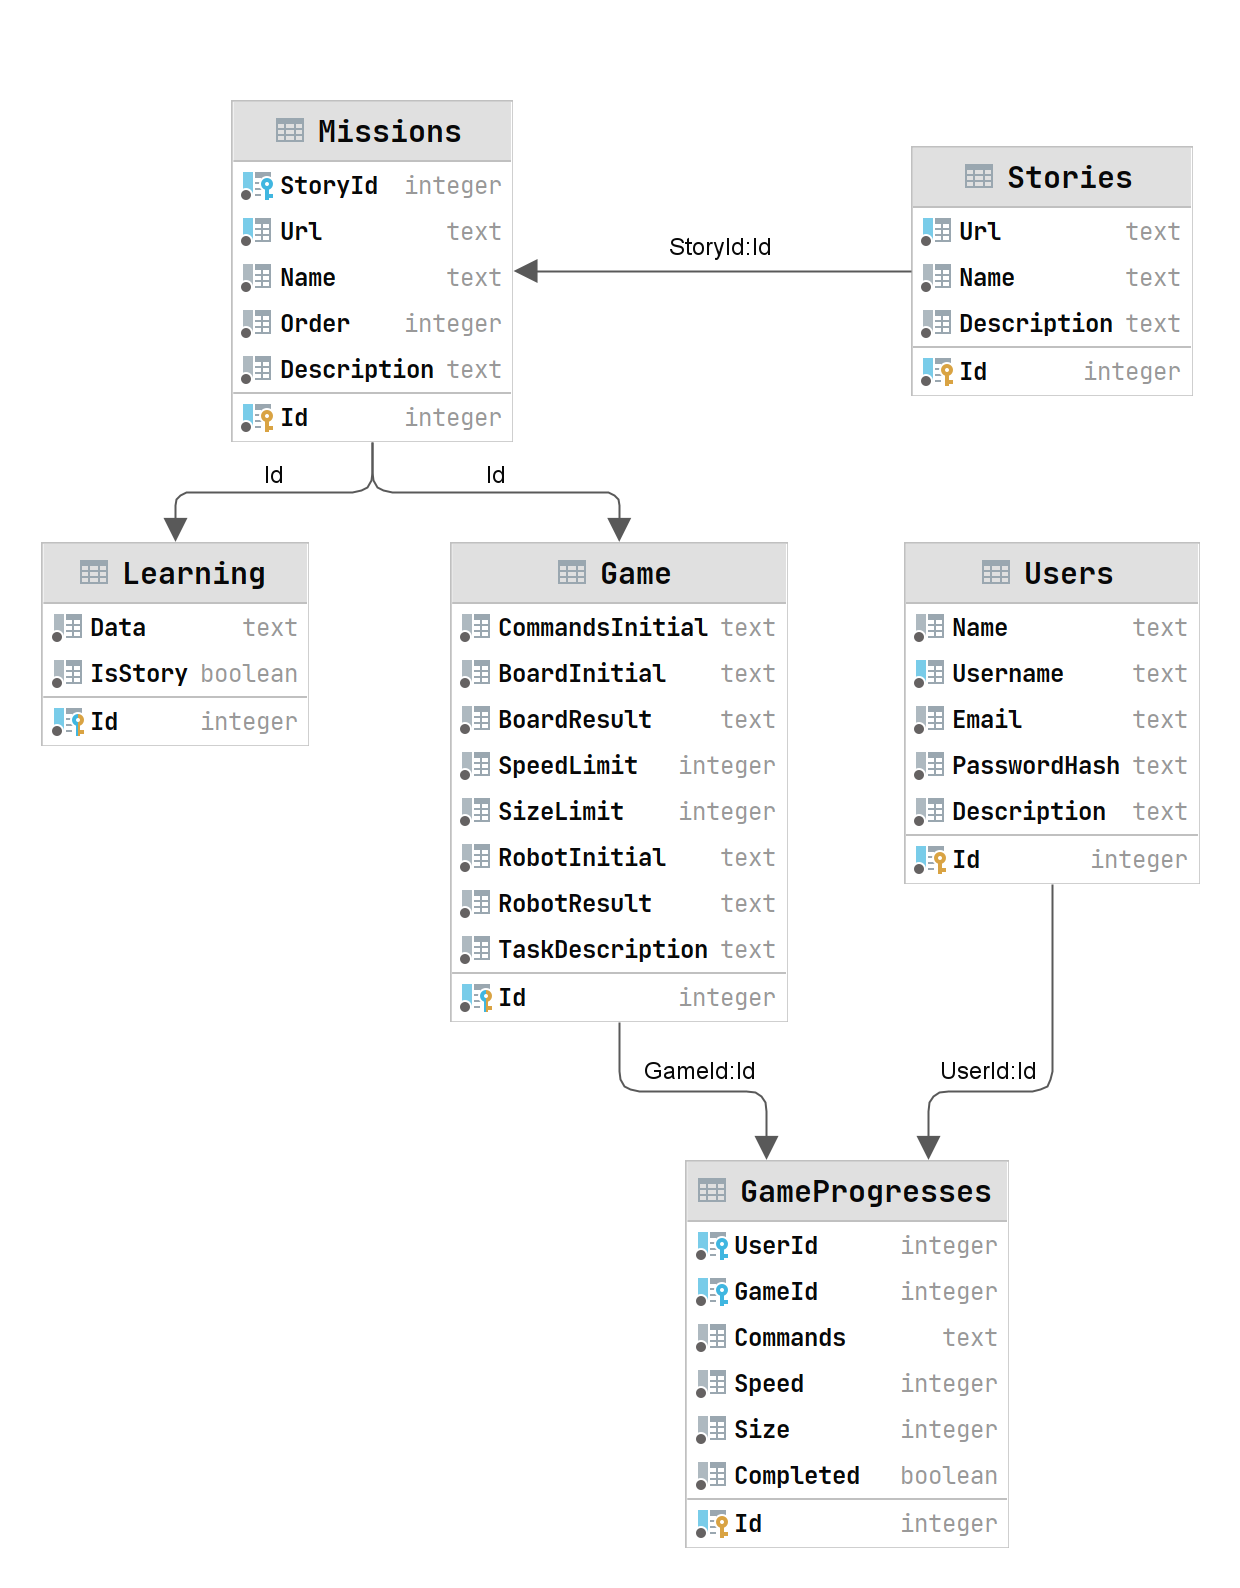 Missions
StoryId integer
Url text
Name text
Order integer
Description text
Id integer
StoryId:Id
Stories
Url text
Name text
Description text
Id integer
Id
Id
Learning
Data text
IsStory boolean
Id integer
Game
CommandsInitial text
BoardInitial text
BoardResult text
SpeedLimit integer
SizeLimit integer
RobotInitial text
RobotResult text
TaskDescription text
Id integer
Users
Name text
Username text
Email text
PasswordHash text
Description text
Id integer
GameId:Id
UserId:Id
GameProgresses
UserId integer
GameId integer
Commands text
Speed integer
Size integer
Completed boolean
Id integer